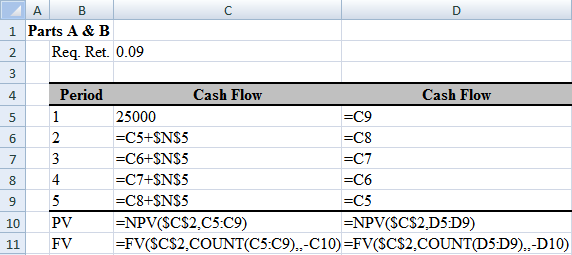 A B C D
1 Parts A & B
2 Req. Ret. 0.09
3
4 Period Cash Flow Cash Flow
5 1 25000 =C9
6 2 =C5+$N$5 =C8
7 3 =C6+$N$5 =C7
8 4 =C7+$N$5 =C6
9 5 =C8+$N$5 =C5
10 PV =NPV($C$2,C5:C9) =NPV($C$2,D5:D9)
11 FV =FV($C$2,COUNT(C5:C9),,-C10) =FV($C$2,COUNT(D5:D9),,-D10)